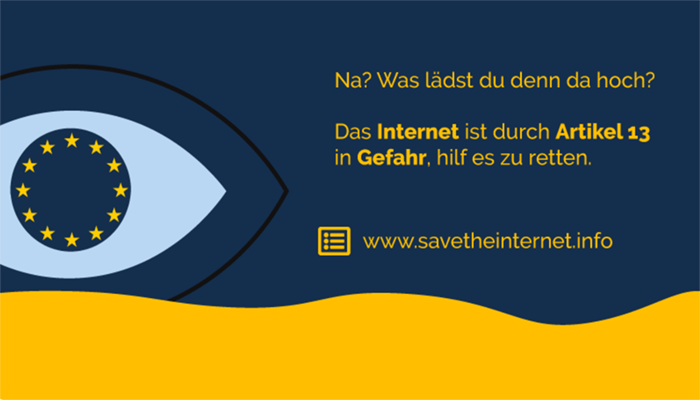 Na? Was lädst du denn da hoch?
Das Internet ist durch Artikel 13
in Gefahr, hilf es zu retten.
www.savetheinternet.info